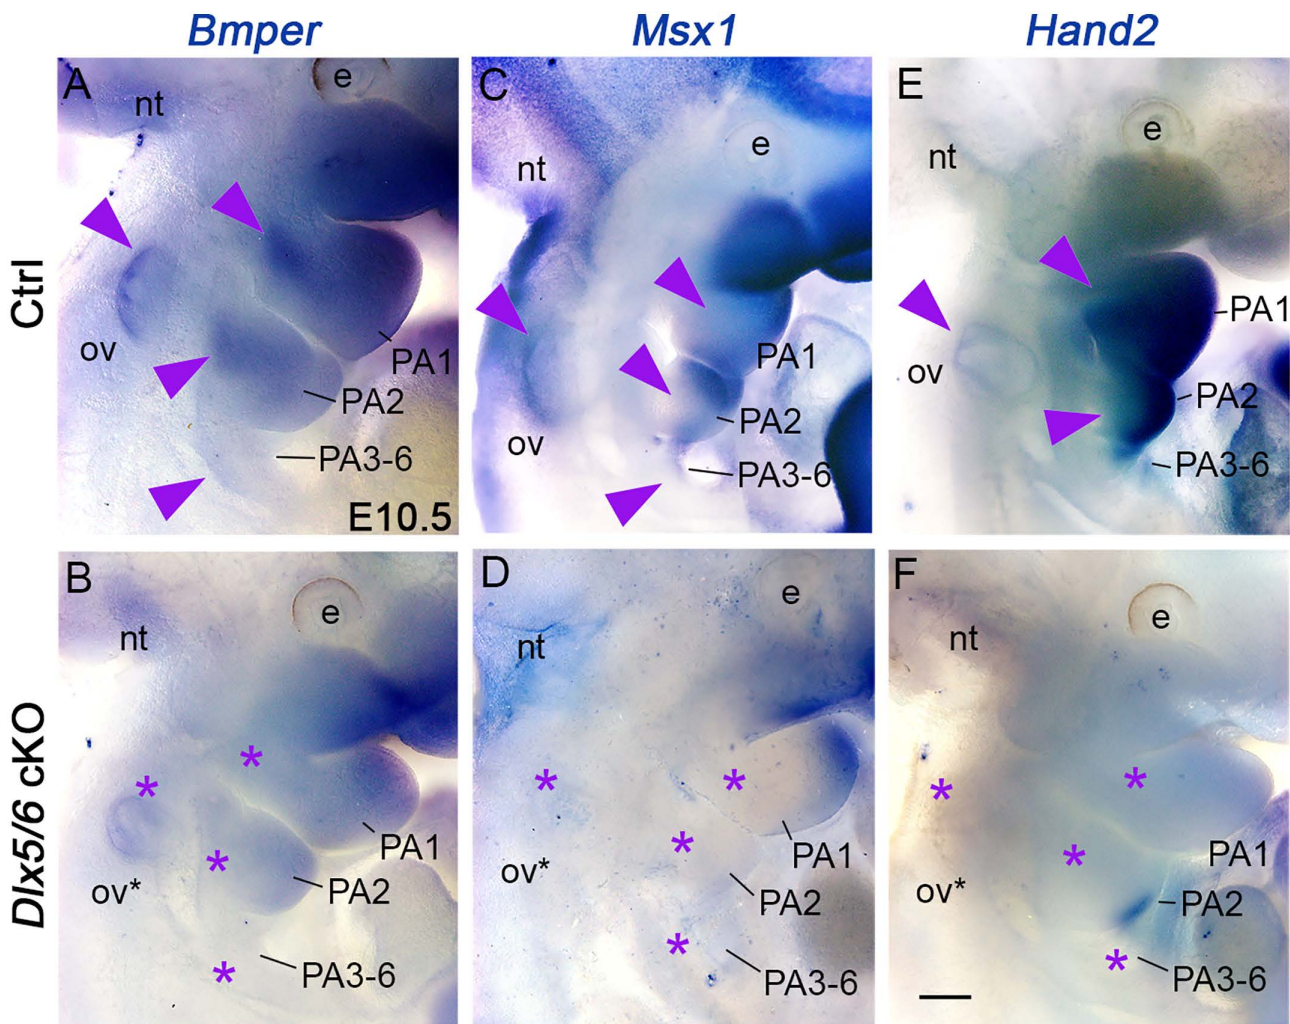 Bmper Msx1 Hand2
Ctrl
A
nt
e
ov
PA1
PA2
PA3-6
E10.5
C
nt
e
ov
PA1
PA2
PA3-6
E
nt
e
ov
PA1
PA2
PA3-6
Dlx5/6 cKO
B
nt
e
ov*
PA1
PA2
PA3-6
D
nt
e
ov*
PA1
PA2
PA3-6
F
nt
e
ov*
PA1
PA2
PA3-6